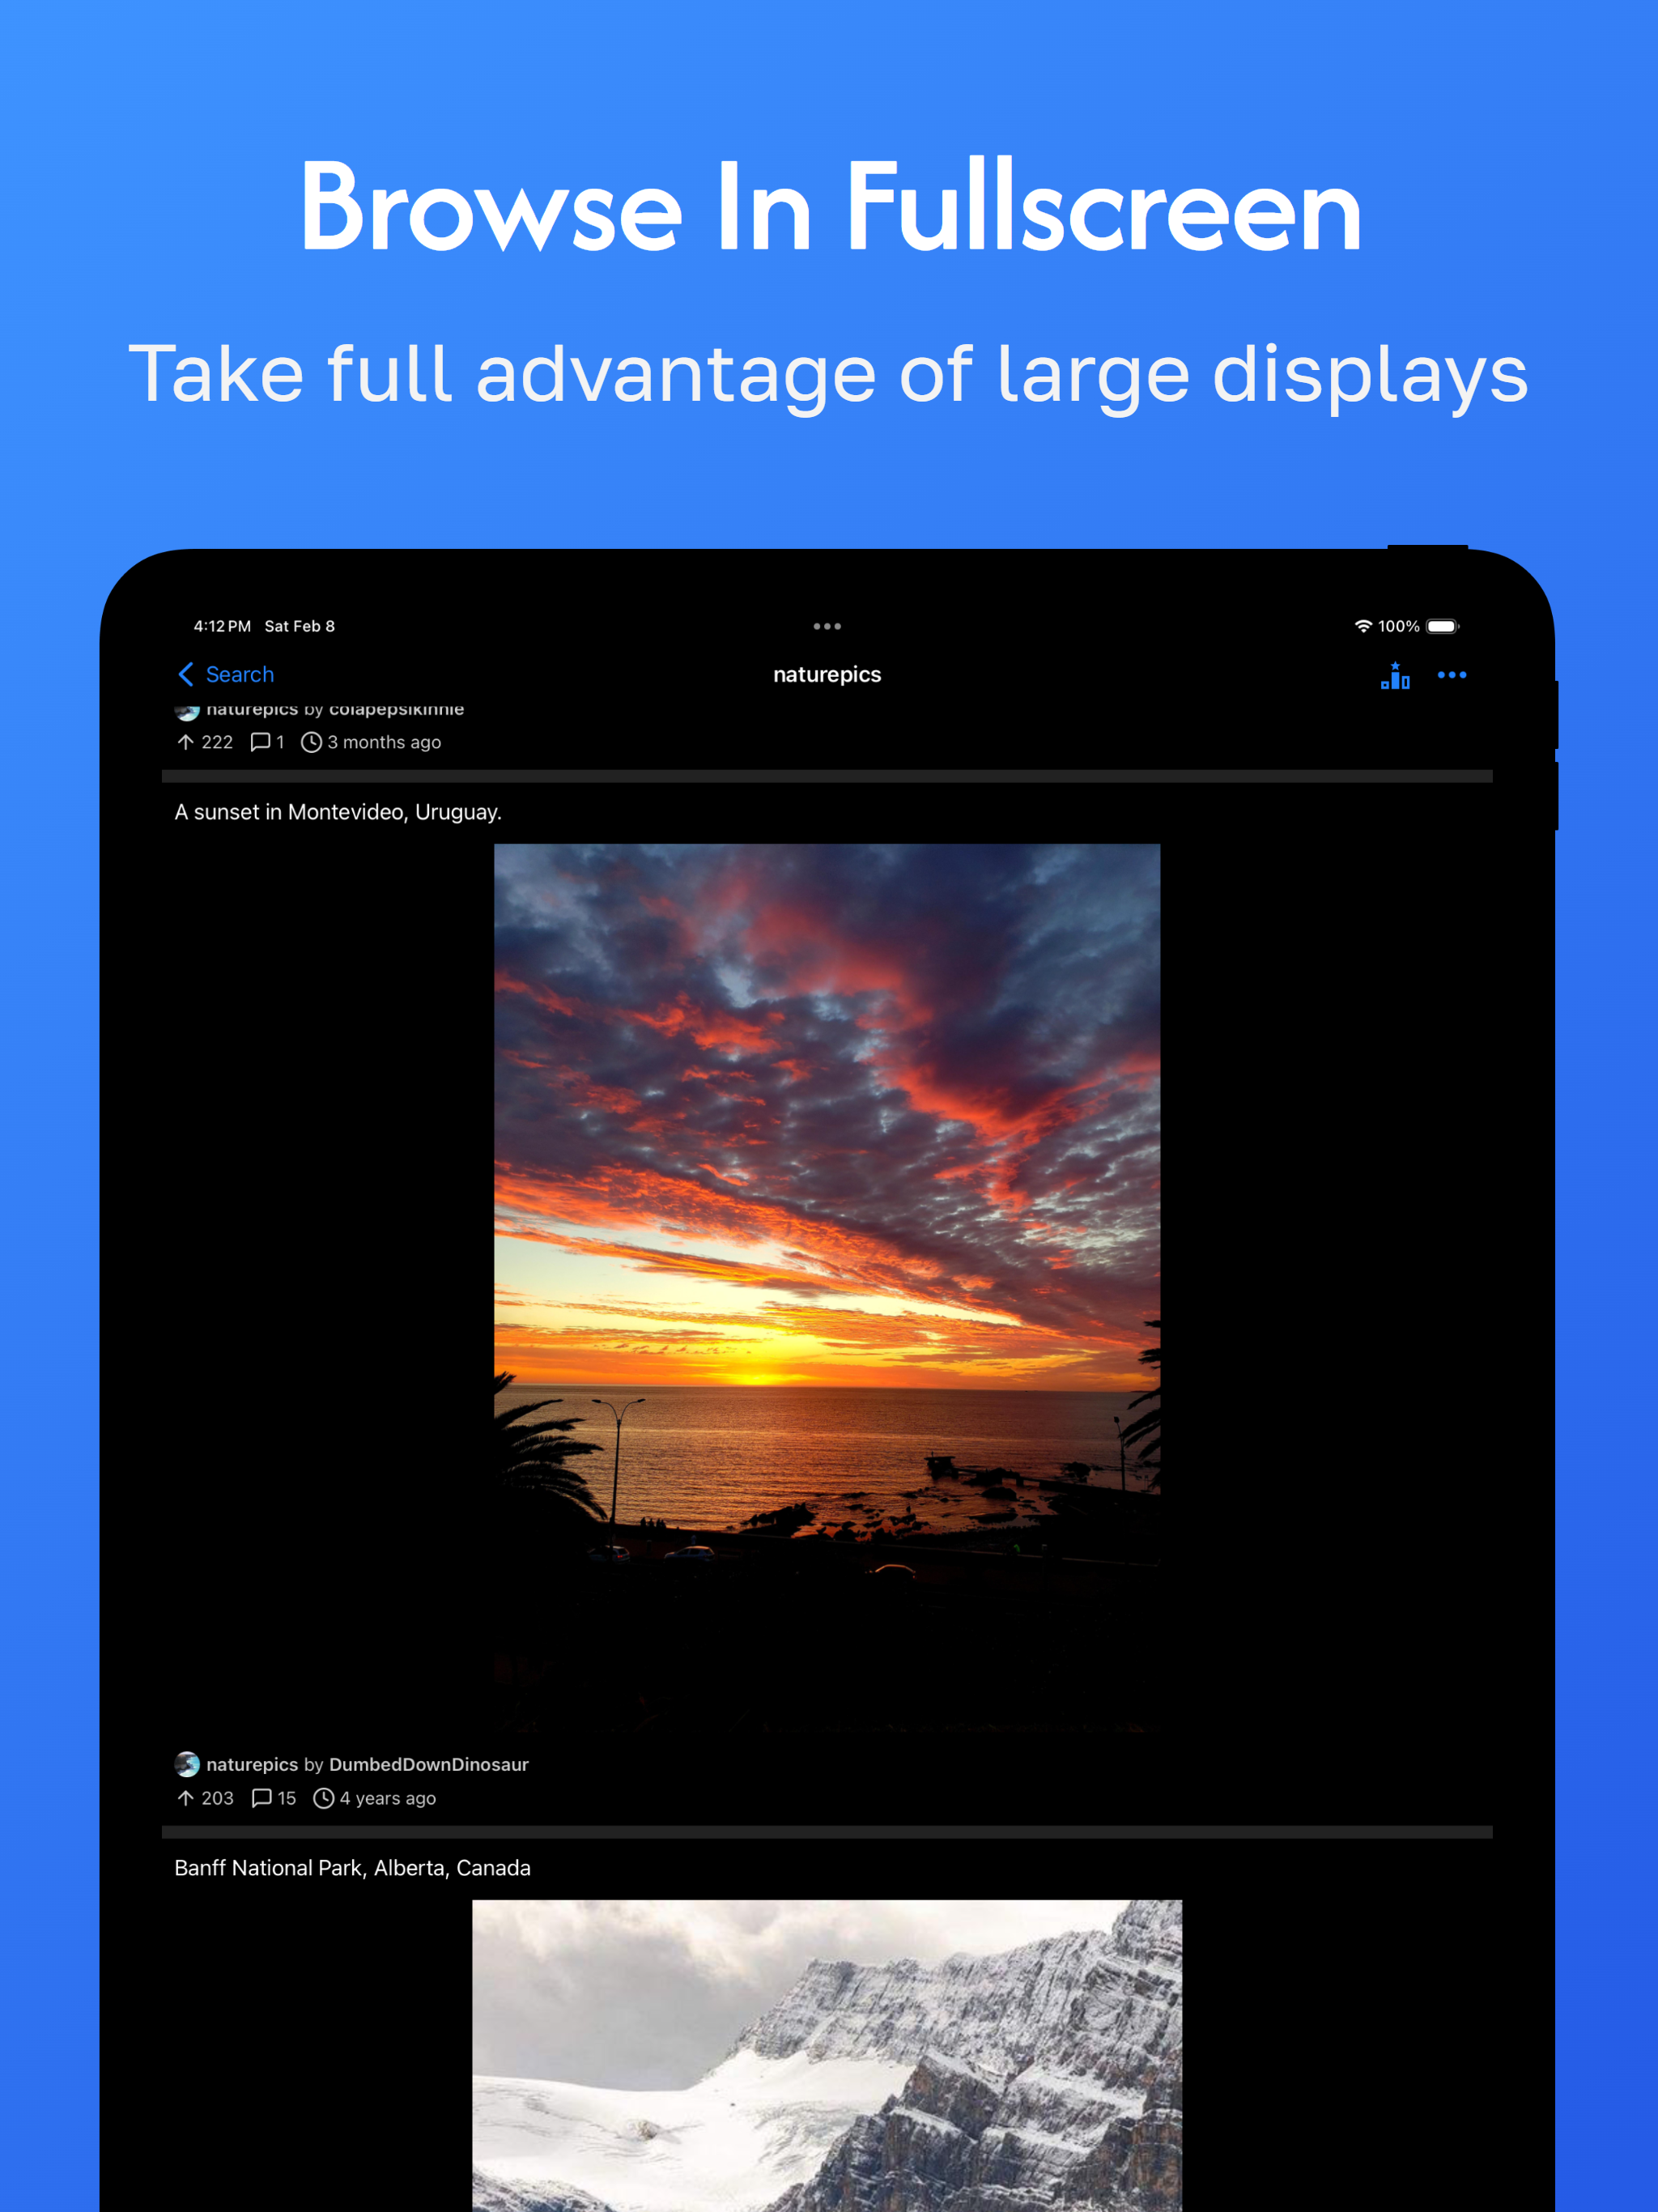 Browse In Fullscreen
Take full advantage of large displays
4:12 PM Sat Feb 8
100%
Search
naturepics
naturepics by colapepsikinnie
222 1 3 months ago
A sunset in Montevideo, Uruguay.
naturepics by DumbedDownDinosaur
203 15 4 years ago
Banff National Park, Alberta, Canada